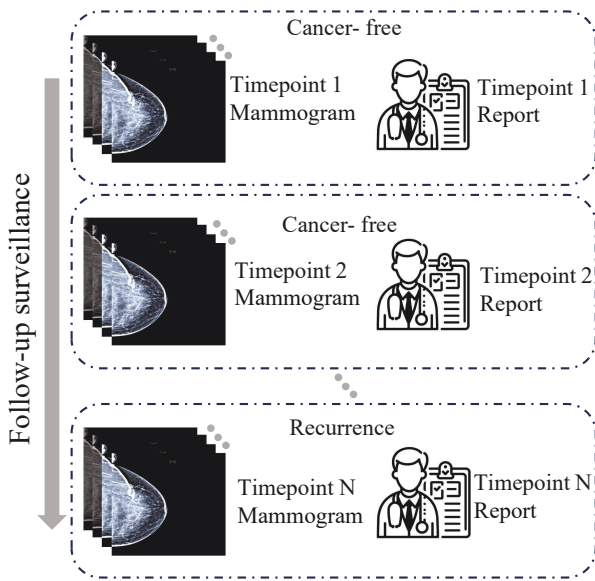 Follow-up surveillance
Cancer- free
Timepoint 1
Mammogram
Timepoint 1
Report
Cancer- free
Timepoint 2
Mammogram
Timepoint 2
Report
Recurrence
Timepoint N
Mammogram
Timepoint N
Report